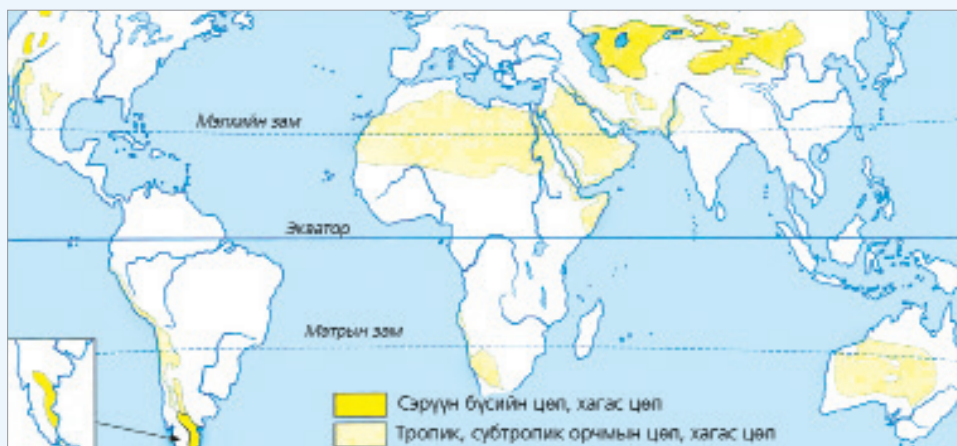 Мэлхийн зам
Экватор
Матрын зам
Сэрүүн бүсийн цөл, хагас цөл
Тропик, субтропик орчмын цөл, хагас цөл